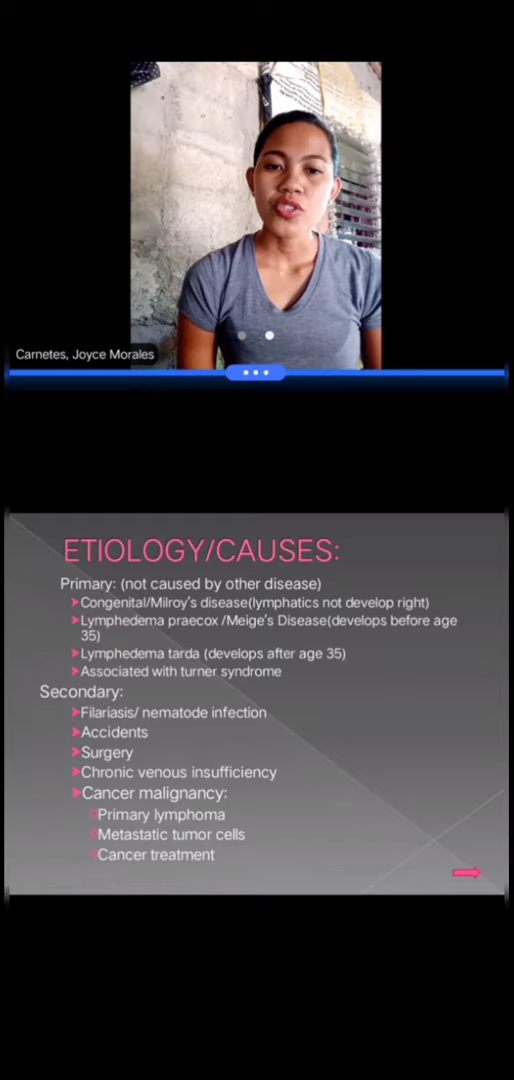 Carnetes, Joyce Morales
ETIOLOGY/CAUSES:
Primary: (not caused by other disease)
➤Congenital/Milroy's disease(lymphatics not develop right)
➤Lymphedema praecox /Meige's Disease(develops before age
35)
➤Lymphedema tarda (develops after age 35)
➤Associated with turner syndrome
Secondary:
➤Filariasis/ nematode infection
➤Accidents
➤Surgery
➤Chronic venous insufficiency
➤Cancer malignancy:
Primary lymphoma
Metastatic tumor cells
Cancer treatment